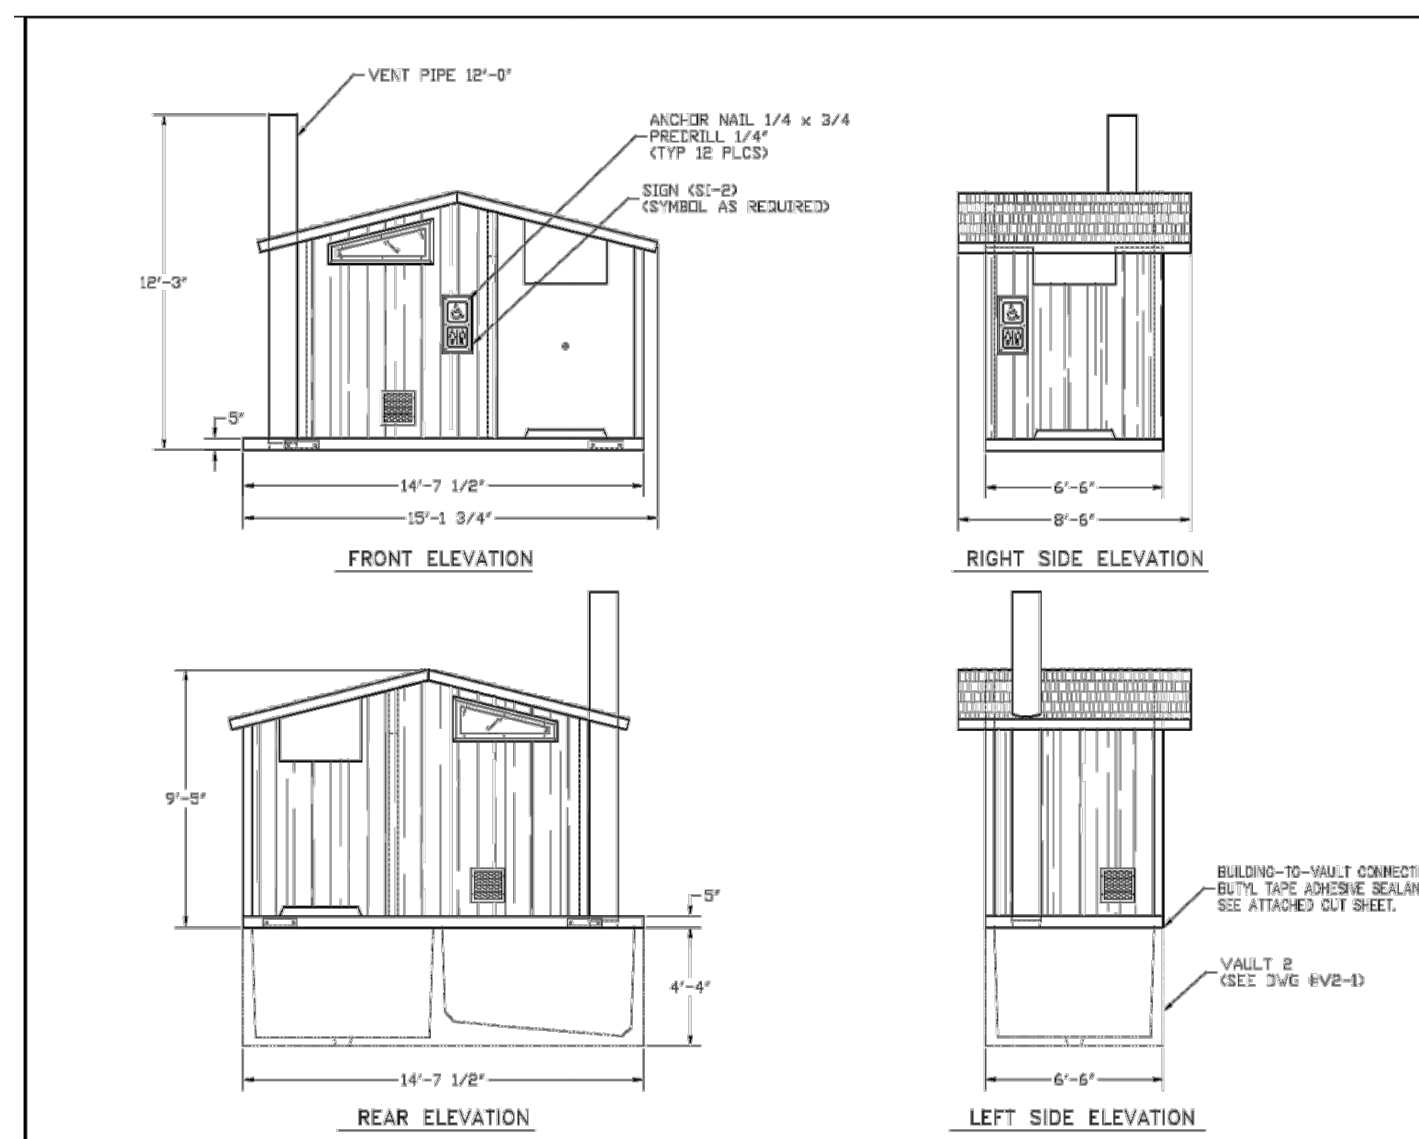 VENT PIPE 12'-0"
ANCHOR NAIL 1/4 x 3/4
PREDRILL 1/4"
(TYP 12 PLCS)
SIGN (SI-2)
(SYMBOL AS REQUIRED)
12'-3"
5"
14'-7 1/2"
15'-1 3/4"
FRONT ELEVATION
6'-6"
8'-6"
RIGHT SIDE ELEVATION
9'-5"
5"
4'-4"
14'-7 1/2"
REAR ELEVATION
BUILDING-TO-VAULT CONNECTI
BUTYL TAPE ADHESIVE SEALAN
SEE ATTACHED CUT SHEET.
VAULT 2
(SEE DWG #V2-1)
6'-6"
LEFT SIDE ELEVATION